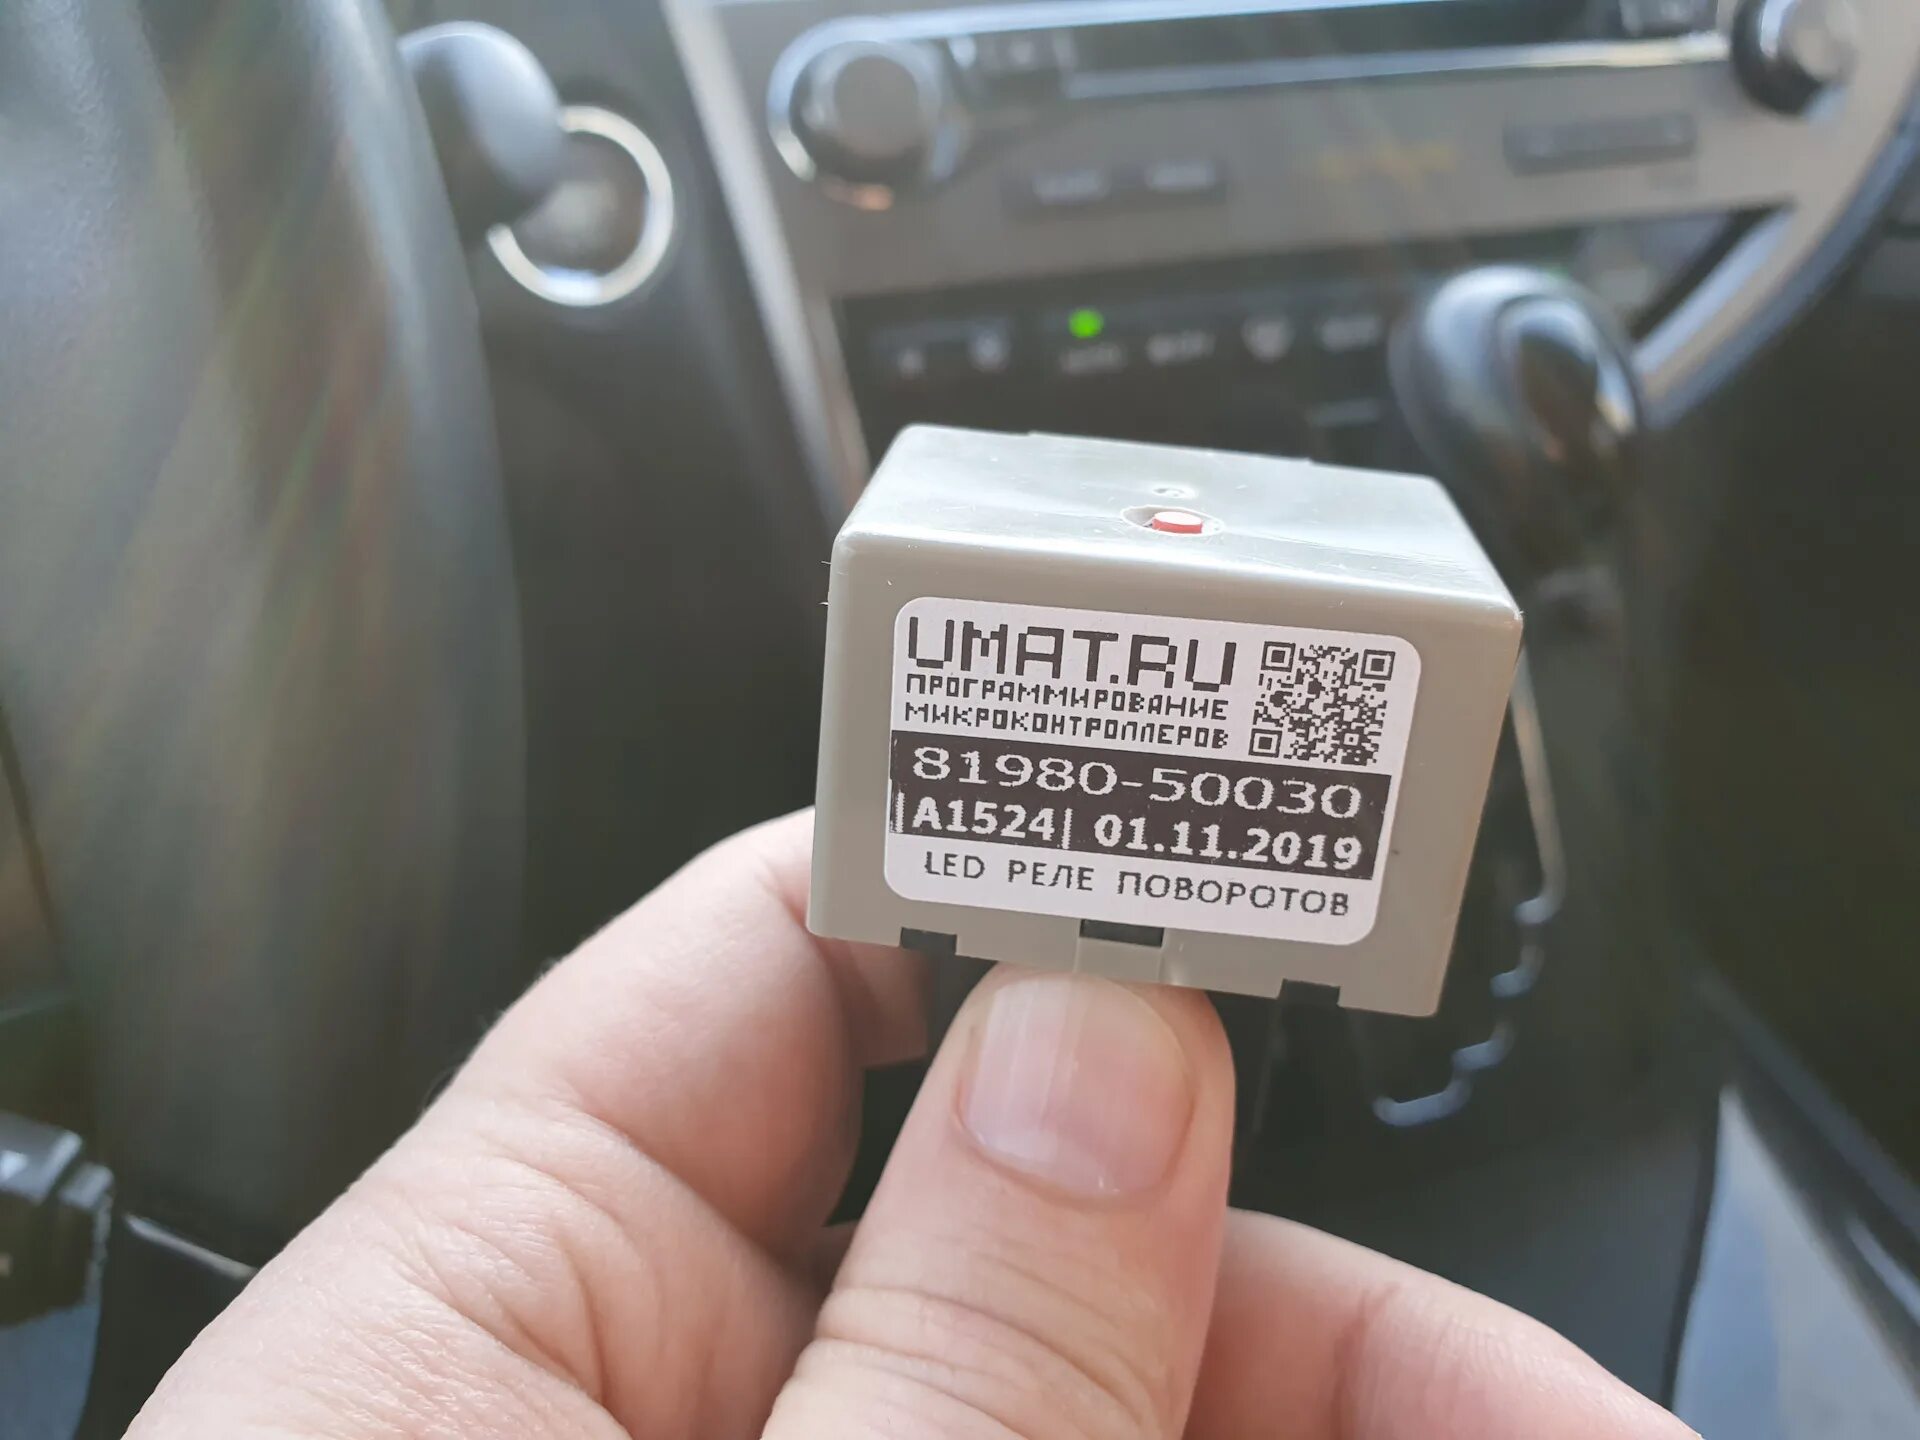 UMAT.RU
ПРОГРАММИРОВАНИЕ
МИКРОКОНТРОЛЛЕРОВ
81980-50030
|A1524| 01.11.2019
LED РЕЛЕ ПОВОРОТОВ